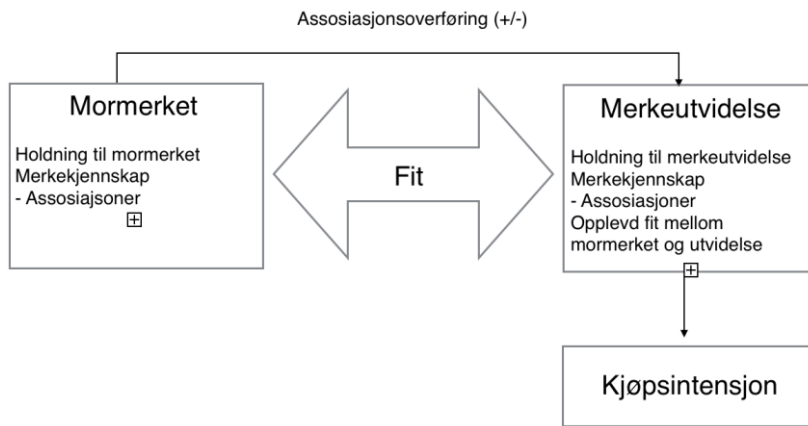 Assosiasjonsoverføring (+/-)
Mormerket
Holdning til mormerket
Merkekjennskap
- Assosiajsoner
Fit
Merkeutvidelse
Holdning til merkeutvidelse
Merkekjennskap
- Assosiasjoner
Opplevd fit mellom
mormerket og utvidelse
Kjøpsintensjon